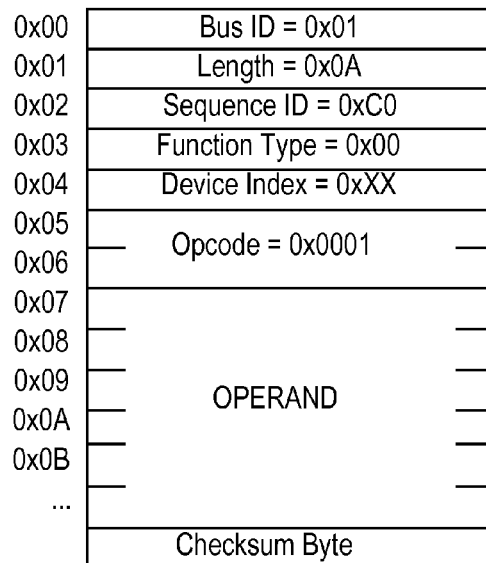 0x00 Bus ID = 0x01
0x01 Length = 0x0A
0x02 Sequence ID = 0xC0
0x03 Function Type = 0x00
0x04 Device Index = 0xXX
0x05
Opcode = 0x0001
0x06
0x07
0x08
0x09
OPERAND
0x0A
0x0B
...
Checksum Byte